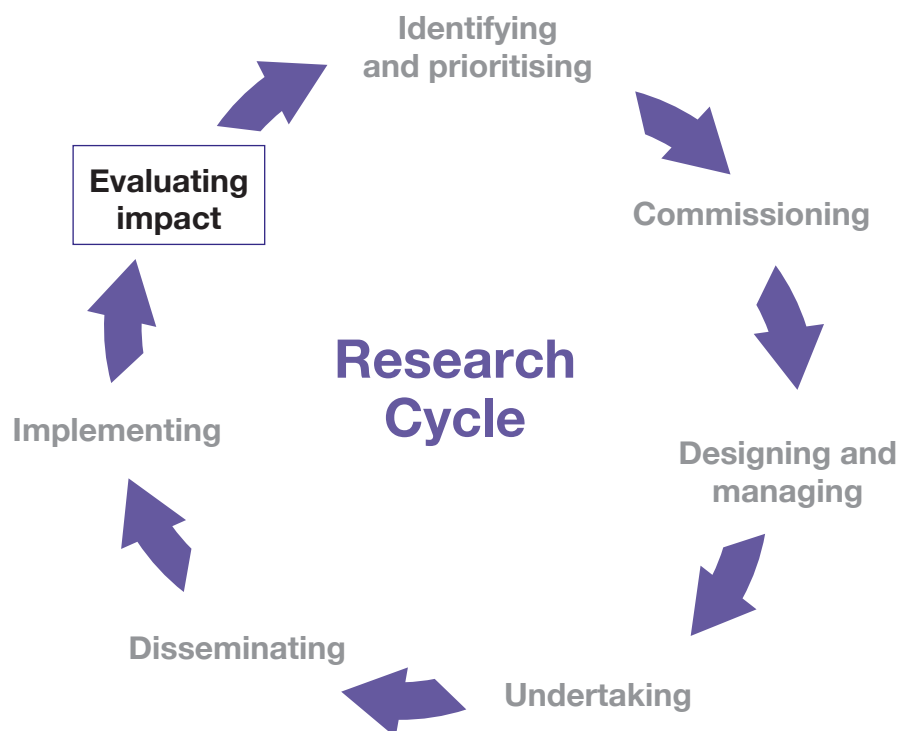 Identifying
and prioritising
Commissioning
Designing and
managing
Undertaking
Disseminating
Implementing
Evaluating
impact
Research
Cycle